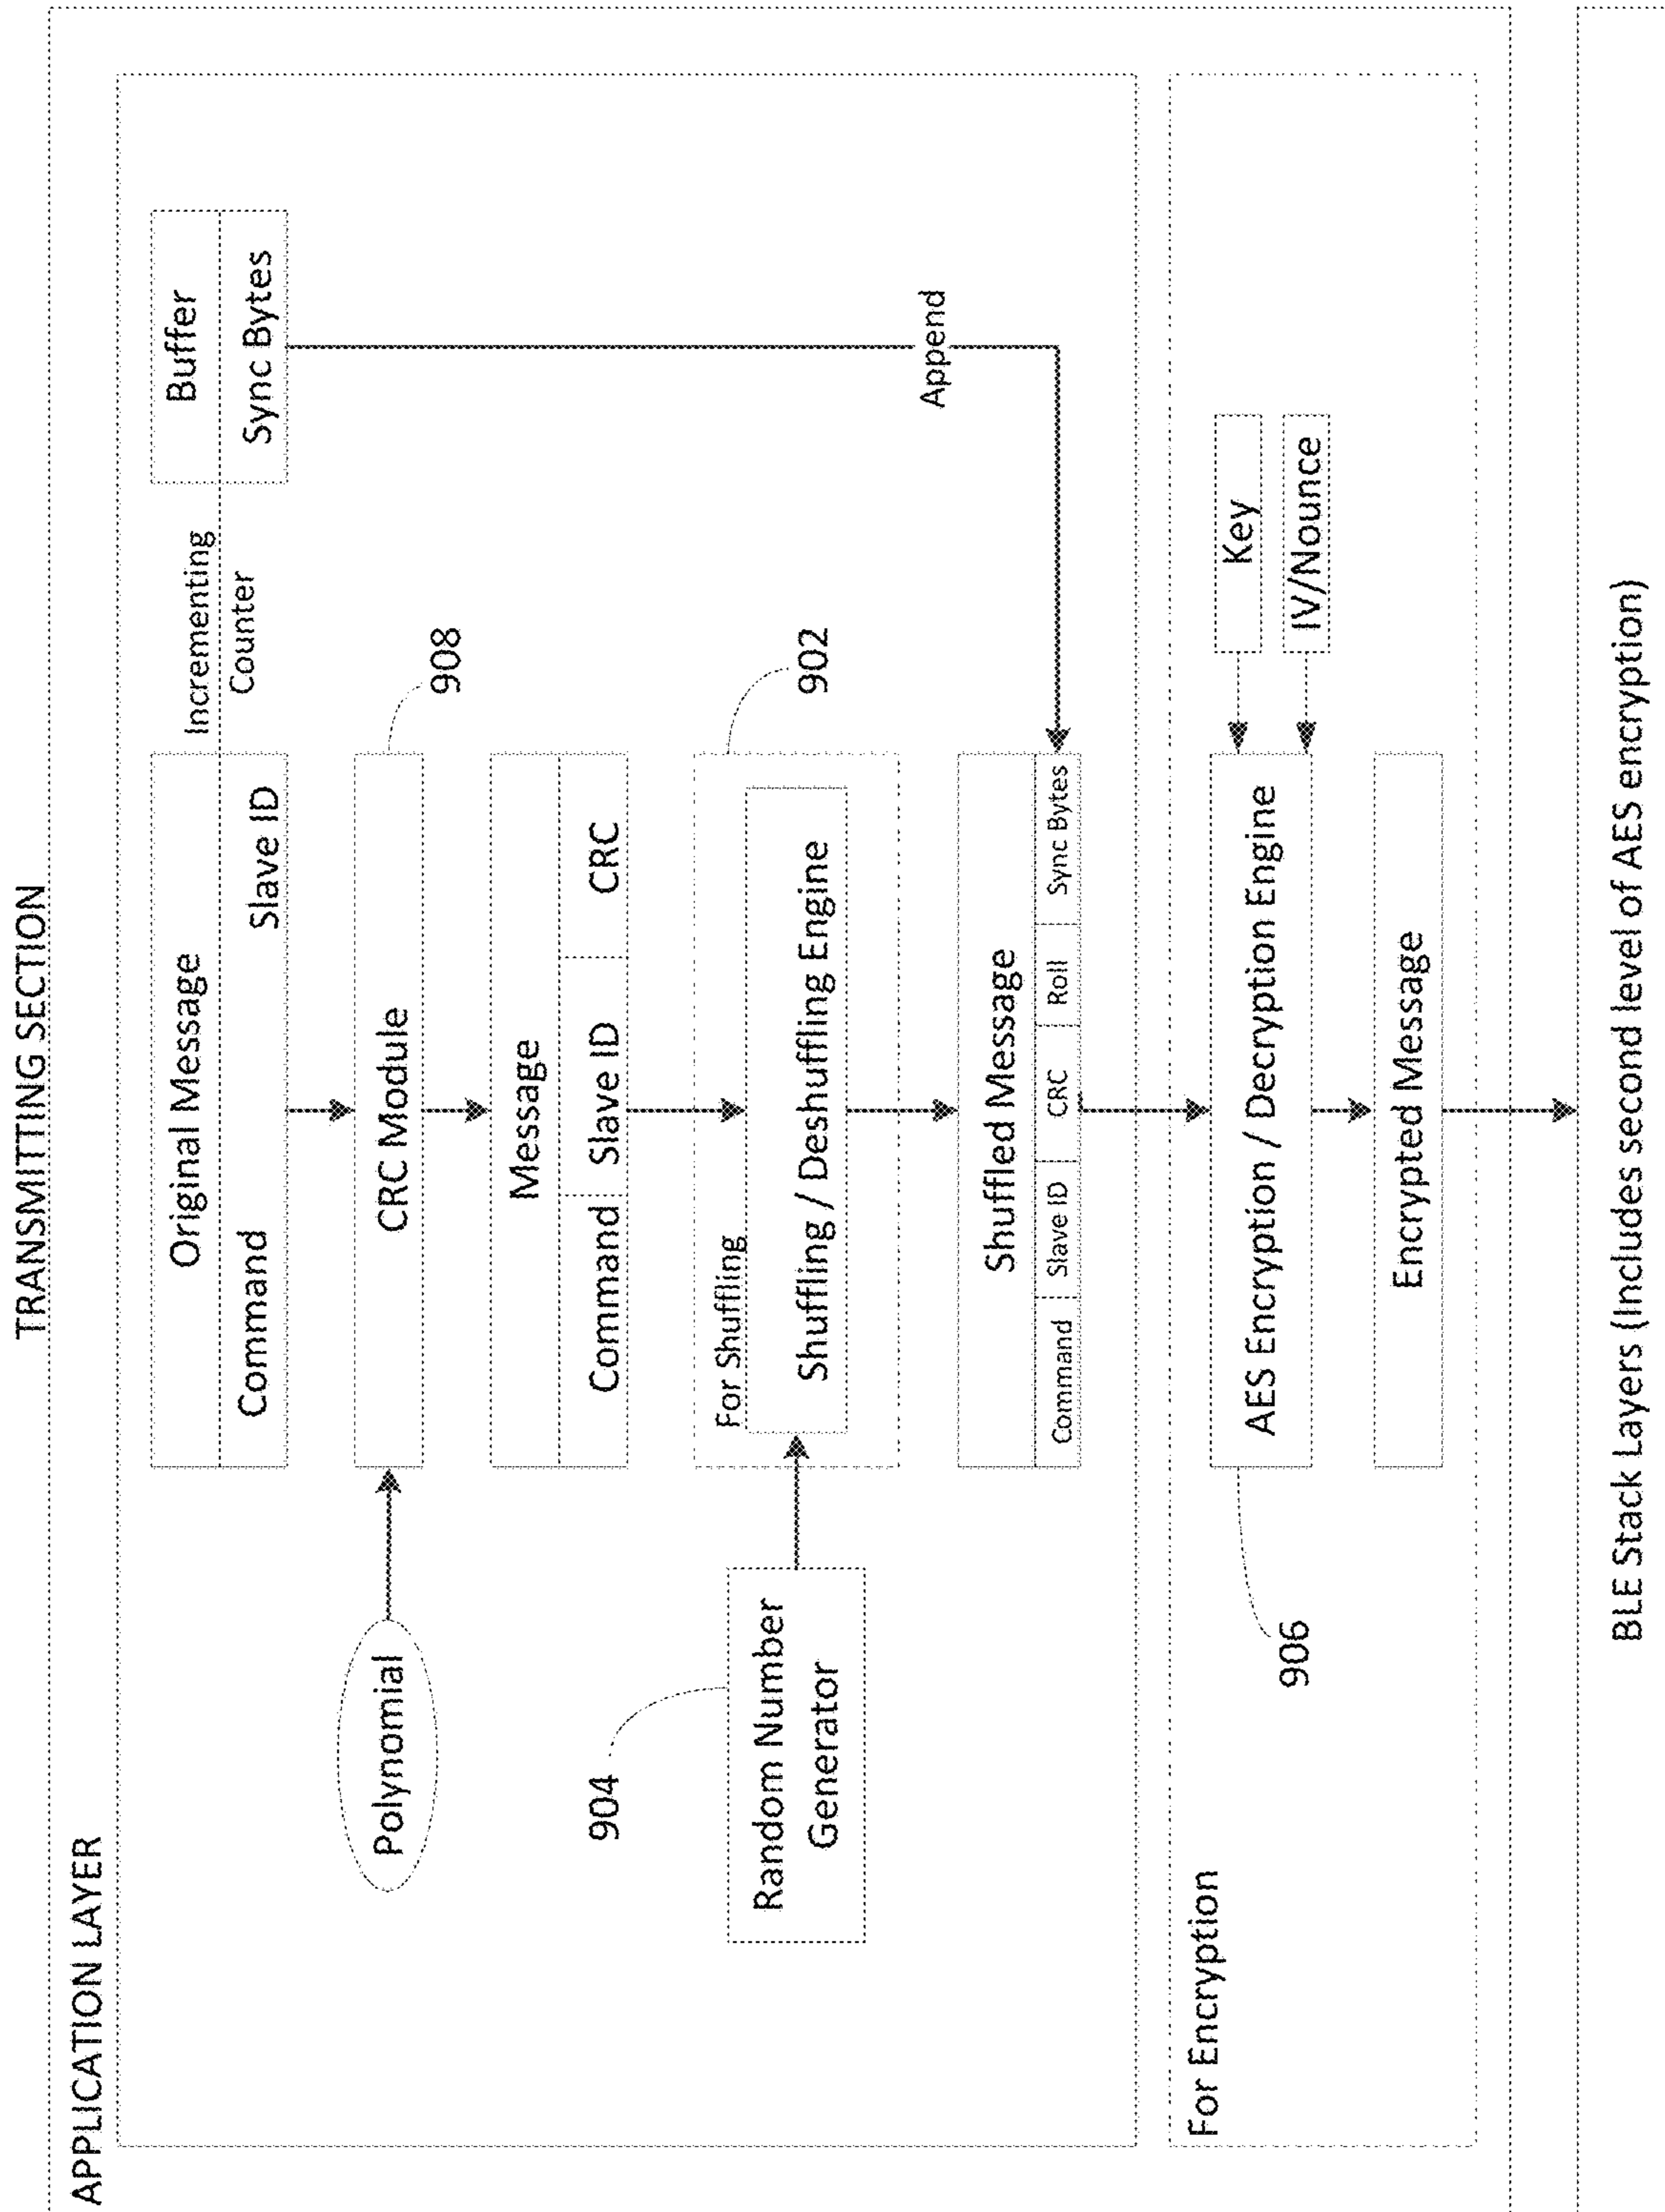 TRANSMITTING SECTION
APPLICATION LAYER
Original Message
Command
Slave ID
Incrementing
Counter
Buffer
Sync Bytes
Polynomial
CRC Module
908
Message
Command
Slave ID
CRC
904
Random Number
Generator
For Shuffling
Shuffling / Deshuffling Engine
902
Append
Shuffled Message
Command
Slave ID
CRC
Roll
Sync Bytes
For Encryption
906
AES Encryption / Decryption Engine
Key
IV/Nounce
Encrypted Message
BLE Stack Layers (Includes second level of AES encryption)